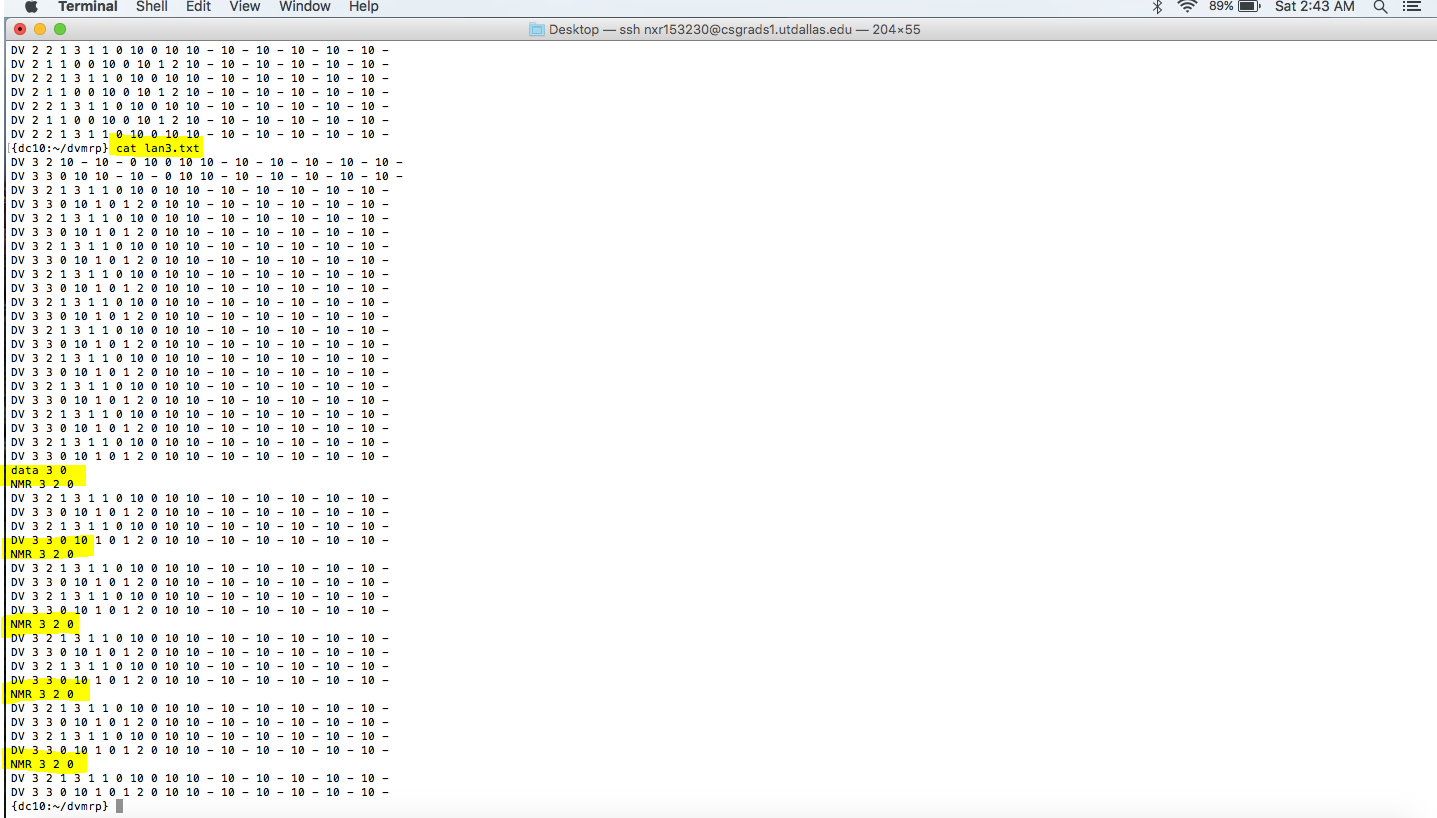 Terminal Shell Edit View Window Help 89% Sat 2:43 AM
Desktop — ssh nxr153230@csgrads1.utdallas.edu — 204×55
DV 2 2 1 3 1 1 0 10 0 10 10 - 10 - 10 - 10 - 10 - 10 -
DV 2 1 1 0 0 10 0 10 1 2 10 - 10 - 10 - 10 - 10 - 10 -
DV 2 2 1 3 1 1 0 10 0 10 10 - 10 - 10 - 10 - 10 - 10 -
DV 2 1 1 0 0 10 0 10 1 2 10 - 10 - 10 - 10 - 10 - 10 -
DV 2 2 1 3 1 1 0 10 0 10 10 - 10 - 10 - 10 - 10 - 10 -
DV 2 1 1 0 0 10 0 10 1 2 10 - 10 - 10 - 10 - 10 - 10 -
DV 2 2 1 3 1 1 0 10 0 10 10 - 10 - 10 - 10 - 10 - 10 -
[{dc10:~/dvmrp} cat lan3.txt
DV 3 2 10 - 10 - 0 10 0 10 10 - 10 - 10 - 10 - 10 - 10 -
DV 3 3 0 10 10 - 10 - 0 10 10 - 10 - 10 - 10 - 10 - 10 -
DV 3 2 1 3 1 1 0 10 0 10 10 - 10 - 10 - 10 - 10 - 10 -
DV 3 3 0 10 1 0 1 2 0 10 10 - 10 - 10 - 10 - 10 - 10 -
DV 3 2 1 3 1 1 0 10 0 10 10 - 10 - 10 - 10 - 10 - 10 -
DV 3 3 0 10 1 0 1 2 0 10 10 - 10 - 10 - 10 - 10 - 10 -
DV 3 2 1 3 1 1 0 10 0 10 10 - 10 - 10 - 10 - 10 - 10 -
DV 3 3 0 10 1 0 1 2 0 10 10 - 10 - 10 - 10 - 10 - 10 -
DV 3 2 1 3 1 1 0 10 0 10 10 - 10 - 10 - 10 - 10 - 10 -
DV 3 3 0 10 1 0 1 2 0 10 10 - 10 - 10 - 10 - 10 - 10 -
DV 3 2 1 3 1 1 0 10 0 10 10 - 10 - 10 - 10 - 10 - 10 -
DV 3 3 0 10 1 0 1 2 0 10 10 - 10 - 10 - 10 - 10 - 10 -
DV 3 2 1 3 1 1 0 10 0 10 10 - 10 - 10 - 10 - 10 - 10 -
DV 3 3 0 10 1 0 1 2 0 10 10 - 10 - 10 - 10 - 10 - 10 -
DV 3 2 1 3 1 1 0 10 0 10 10 - 10 - 10 - 10 - 10 - 10 -
DV 3 3 0 10 1 0 1 2 0 10 10 - 10 - 10 - 10 - 10 - 10 -
DV 3 2 1 3 1 1 0 10 0 10 10 - 10 - 10 - 10 - 10 - 10 -
DV 3 3 0 10 1 0 1 2 0 10 10 - 10 - 10 - 10 - 10 - 10 -
DV 3 2 1 3 1 1 0 10 0 10 10 - 10 - 10 - 10 - 10 - 10 -
DV 3 3 0 10 1 0 1 2 0 10 10 - 10 - 10 - 10 - 10 - 10 -
DV 3 2 1 3 1 1 0 10 0 10 10 - 10 - 10 - 10 - 10 - 10 -
DV 3 3 0 10 1 0 1 2 0 10 10 - 10 - 10 - 10 - 10 - 10 -
data 3 0
NMR 3 2 0
DV 3 2 1 3 1 1 0 10 0 10 10 - 10 - 10 - 10 - 10 - 10 -
DV 3 3 0 10 1 0 1 2 0 10 10 - 10 - 10 - 10 - 10 - 10 -
DV 3 2 1 3 1 1 0 10 0 10 10 - 10 - 10 - 10 - 10 - 10 -
DV 3 3 0 10 1 0 1 2 0 10 10 - 10 - 10 - 10 - 10 - 10 -
NMR 3 2 0
DV 3 2 1 3 1 1 0 10 0 10 10 - 10 - 10 - 10 - 10 - 10 -
DV 3 3 0 10 1 0 1 2 0 10 10 - 10 - 10 - 10 - 10 - 10 -
DV 3 2 1 3 1 1 0 10 0 10 10 - 10 - 10 - 10 - 10 - 10 -
DV 3 3 0 10 1 0 1 2 0 10 10 - 10 - 10 - 10 - 10 - 10 -
NMR 3 2 0
DV 3 2 1 3 1 1 0 10 0 10 10 - 10 - 10 - 10 - 10 - 10 -
DV 3 3 0 10 1 0 1 2 0 10 10 - 10 - 10 - 10 - 10 - 10 -
DV 3 2 1 3 1 1 0 10 0 10 10 - 10 - 10 - 10 - 10 - 10 -
DV 3 3 0 10 1 0 1 2 0 10 10 - 10 - 10 - 10 - 10 - 10 -
NMR 3 2 0
DV 3 2 1 3 1 1 0 10 0 10 10 - 10 - 10 - 10 - 10 - 10 -
DV 3 3 0 10 1 0 1 2 0 10 10 - 10 - 10 - 10 - 10 - 10 -
DV 3 2 1 3 1 1 0 10 0 10 10 - 10 - 10 - 10 - 10 - 10 -
DV 3 3 0 10 1 0 1 2 0 10 10 - 10 - 10 - 10 - 10 - 10 -
NMR 3 2 0
DV 3 2 1 3 1 1 0 10 0 10 10 - 10 - 10 - 10 - 10 - 10 -
DV 3 3 0 10 1 0 1 2 0 10 10 - 10 - 10 - 10 - 10 - 10 -
{dc10:~/dvmrp}